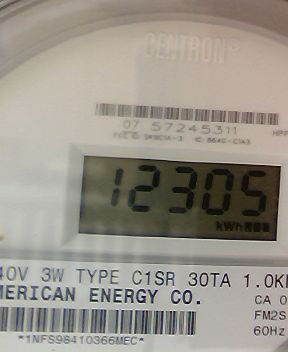 CENTRON®
07 57245311
12305
kWh
40V 3W TYPE C1SR 30TA 1.0K
MERICAN ENERGY CO.
CA 0
FM2S
60Hz
*1NFS98410366MEC*